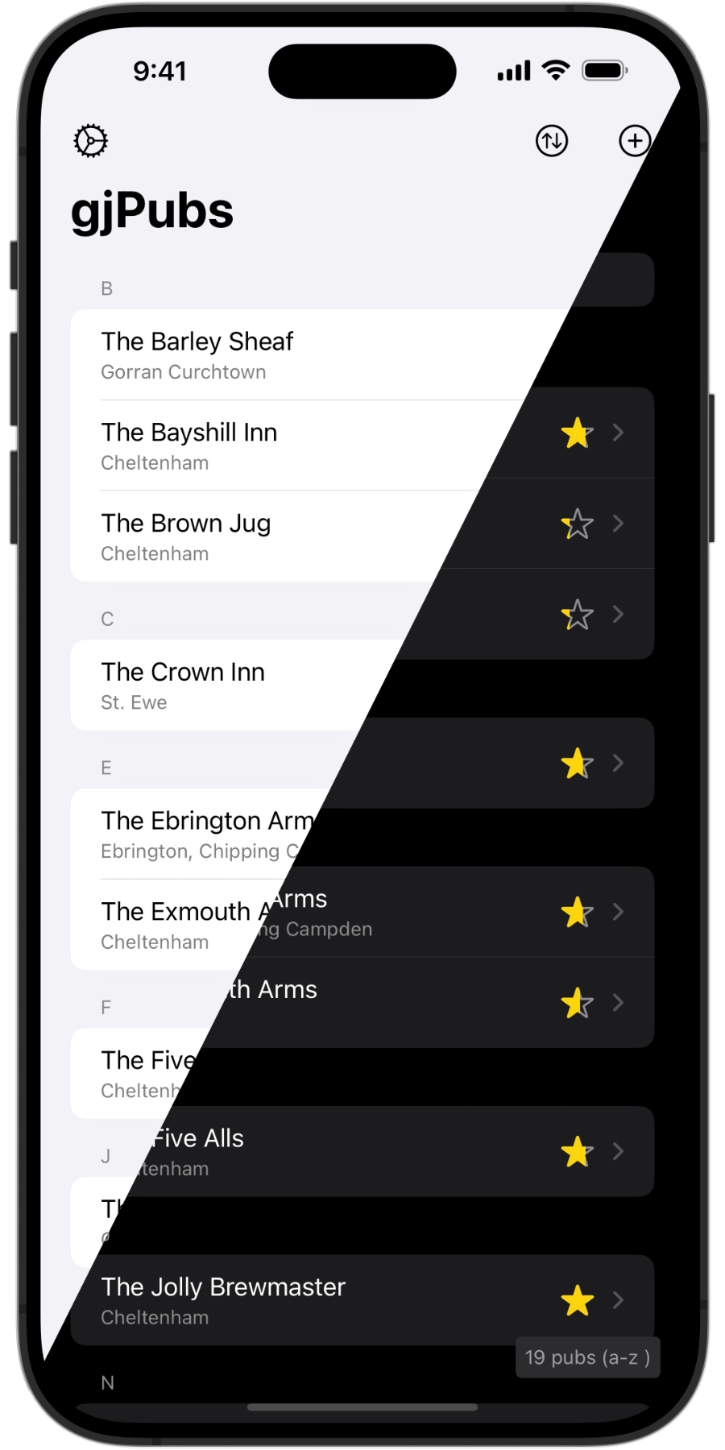 9:41
gjPubs
B
The Barley Sheaf
Gorran Curchtown
The Bayshill Inn
Cheltenham
The Brown Jug
Cheltenham
C
The Crown Inn
St. Ewe
E
The Ebrington Arm
Ebrington, Chipping C
Arms
ng Campden
The Exmouth A
Cheltenham
th Arms
F
The Five
Cheltenh
Five Alls
tenham
J
Th
The Jolly Brewmaster
Cheltenham
19 pubs (a-z )
N